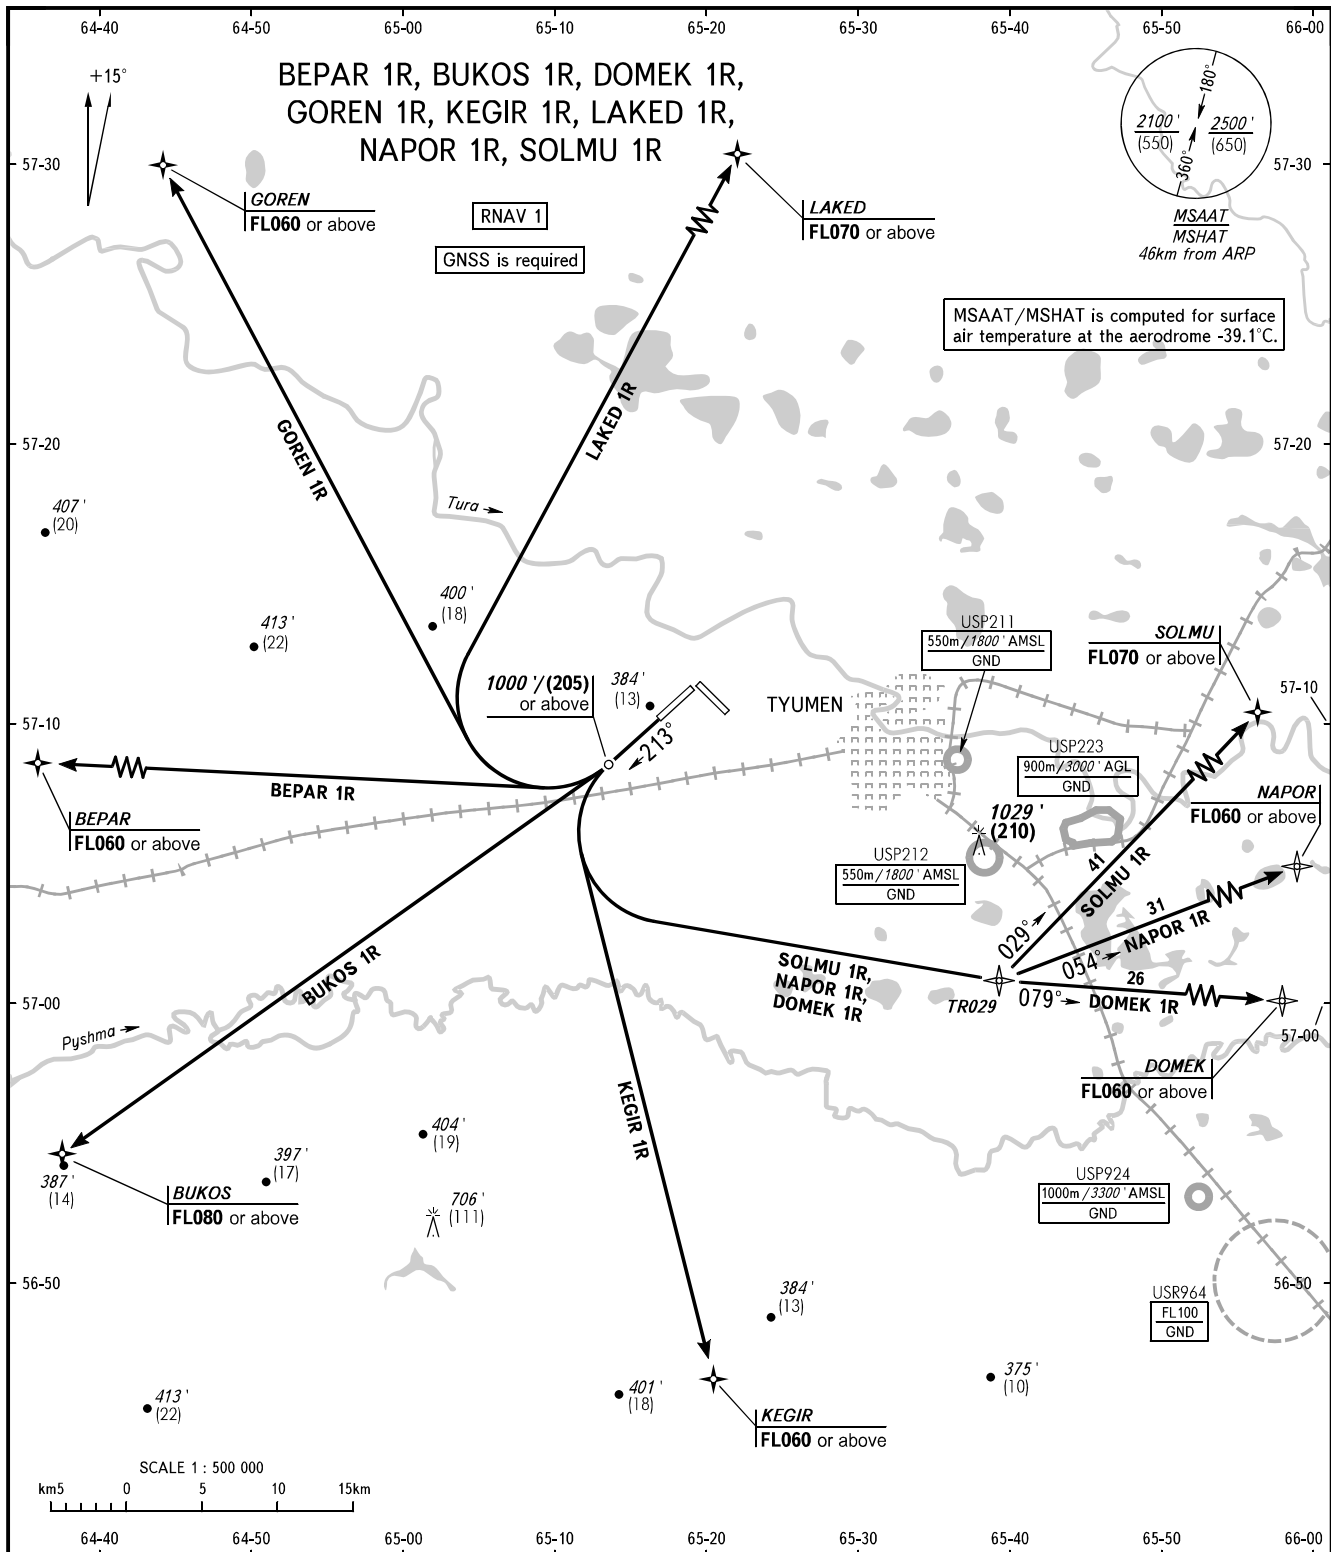 64-40
64-50
65-00
65-10
65-20
65-30
65-40
65-50
66-00
+15°
BEPAR 1R, BUKOS 1R, DOMEK 1R,
GOREN 1R, KEGIR 1R, LAKED 1R,
NAPOR 1R, SOLMU 1R
180°
2100'
(550)
2500'
(650)
360°
MSAAT
MSHAT
46km from ARP
57-30
57-30
GOREN
FL060 or above
RNAV 1
GNSS is required
LAKED
FL070 or above
MSAAT/MSHAT is computed for surface
air temperature at the aerodrome -39.1°C.
GOREN 1R
LAKED 1R
57-20
57-20
407'
(20)
Tura
400'
(18)
413'
(22)
USP211
550m/1800' AMSL
GND
SOLMU
FL070 or above
1000'/(205)
or above
384'
(13)
TYUMEN
57-10
57-10
213°
USP223
900m/3000' AGL
GND
BEPAR 1R
BEPAR
FL060 or above
NAPOR
FL060 or above
1029'
(210)
USP212
550m/1800' AMSL
GND
41
SOLMU 1R
31
NAPOR 1R
029°
054°
26
079°
DOMEK 1R
TR029
SOLMU 1R,
NAPOR 1R,
DOMEK 1R
BUKOS 1R
57-00
57-00
Pyshma
DOMEK
FL060 or above
KEGIR 1R
404'
(19)
397'
(17)
387'
(14)
BUKOS
FL080 or above
706'
(111)
USP924
1000m/3300' AMSL
GND
56-50
56-50
USR964
FL100
GND
384'
(13)
375'
(10)
401'
(18)
413'
(22)
KEGIR
FL060 or above
SCALE 1 : 500 000
km5
0
5
10
15km
64-40
64-50
65-00
65-10
65-20
65-30
65-40
65-50
66-00